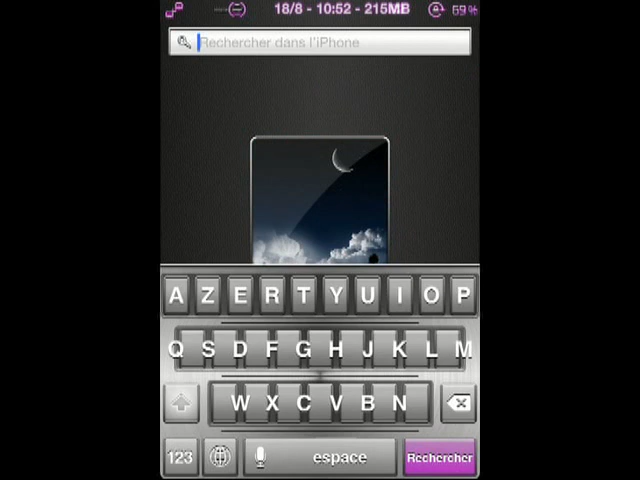 18/8 - 10:52 - 215MB 69 %
Rechercher dans l'iPhone
A Z E R T Y U I O P
Q S D F G H J K L M
W X C V B N
123 espace Rechercher